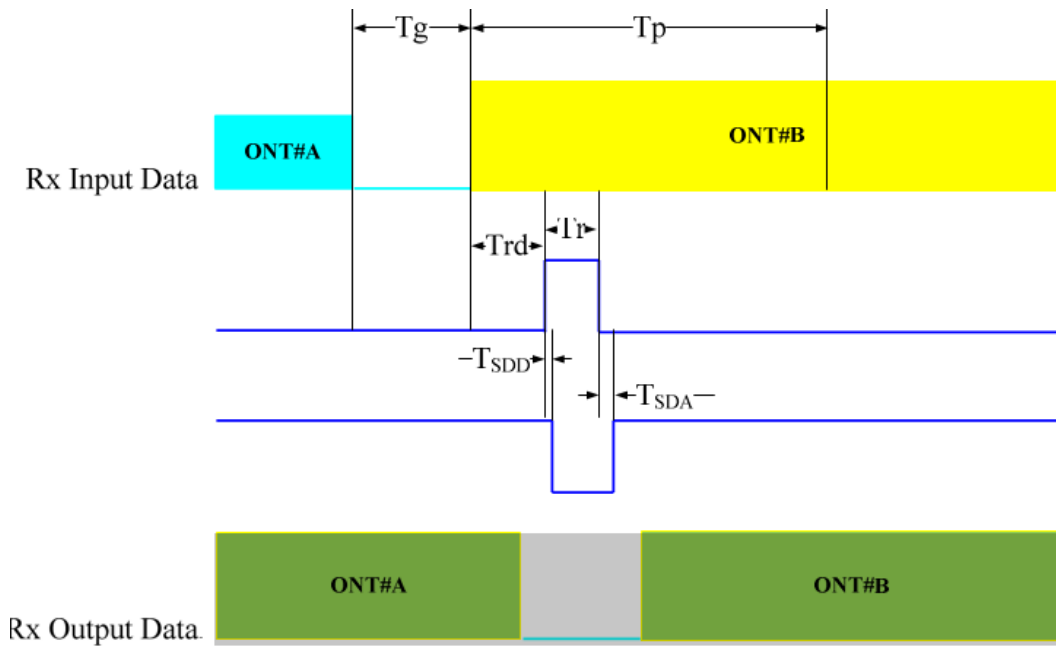 Tg
Tp
ONT#A
ONT#B
Rx Input Data
Trd
Tr
TSDD
TSDA
ONT#A
ONT#B
Rx Output Data.